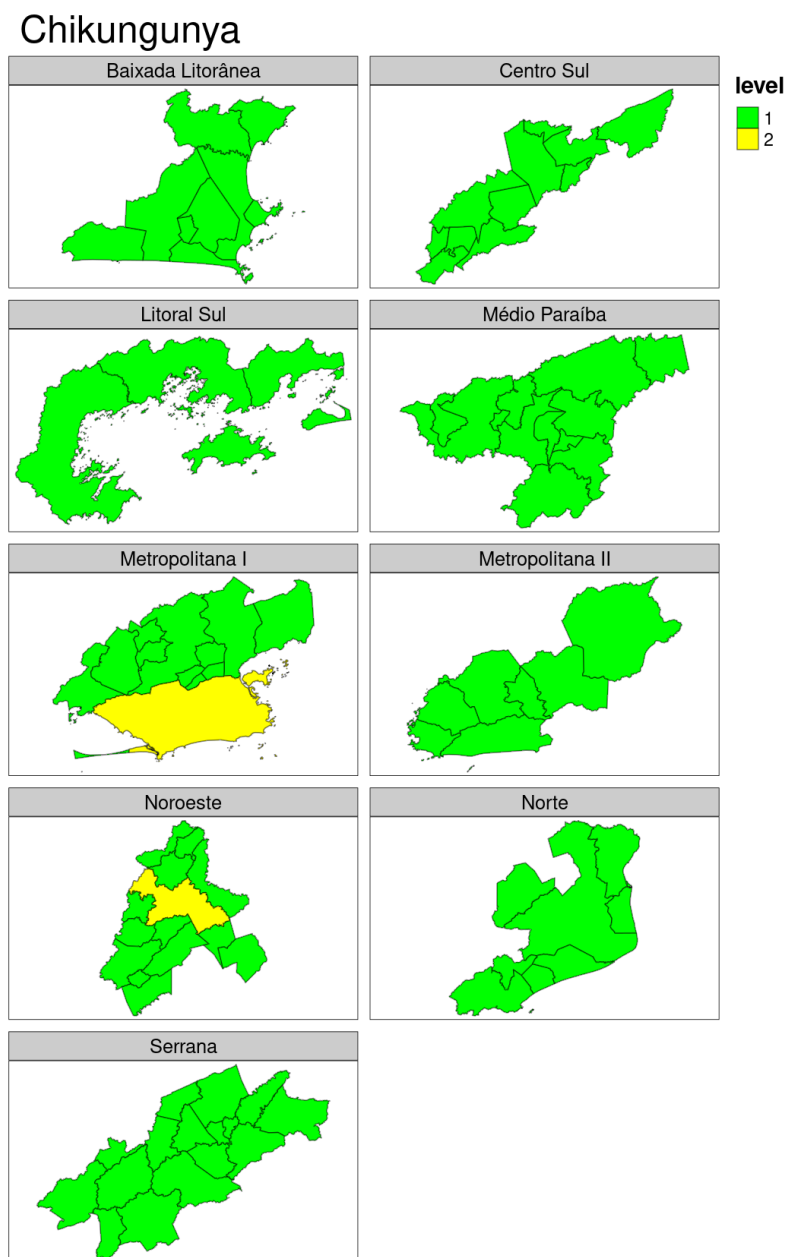 Chikungunya
Baixada Litorânea
Centro Sul
level
1
2
Litoral Sul
Médio Paraíba
Metropolitana I
Metropolitana II
Noroeste
Norte
Serrana